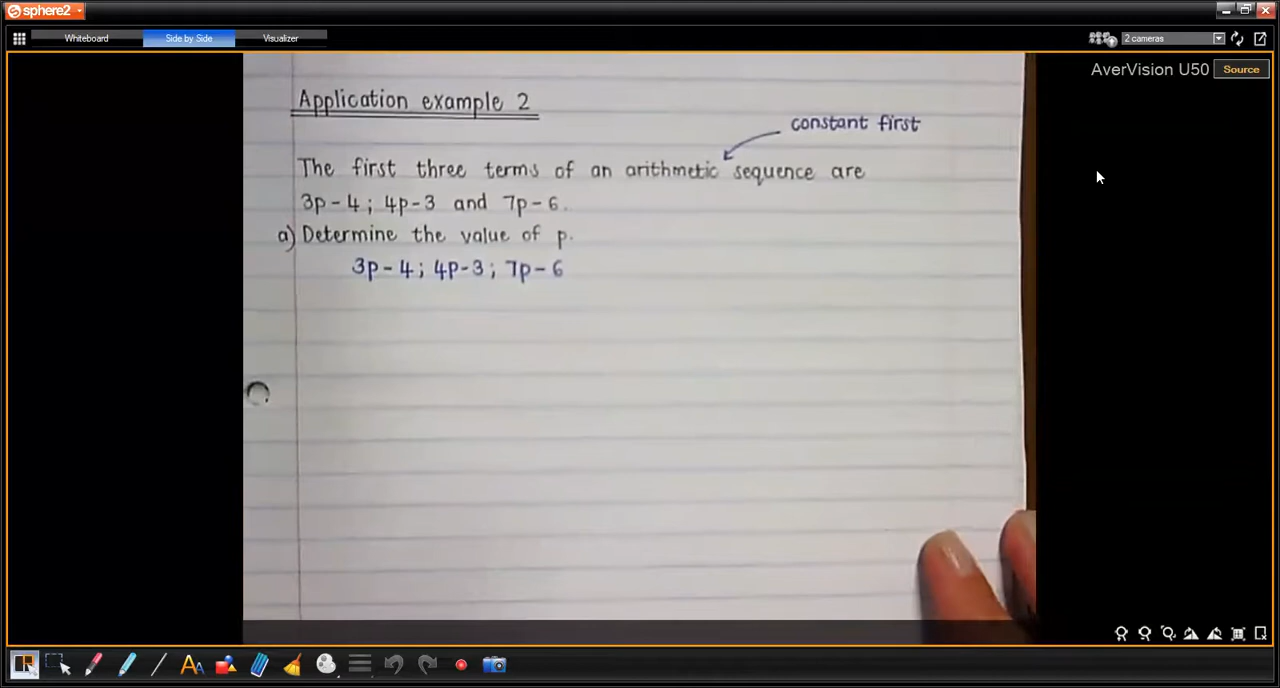 sphere2
Whiteboard
Side by Side
Visualizer
2 cameras
AverVision U50
Source
Application example 2
constant first
The first three terms of an arithmetic sequence are
3p - 4 ; 4p - 3 and 7p - 6.
a) Determine the value of p.
3p - 4 ; 4p - 3 ; 7p - 6